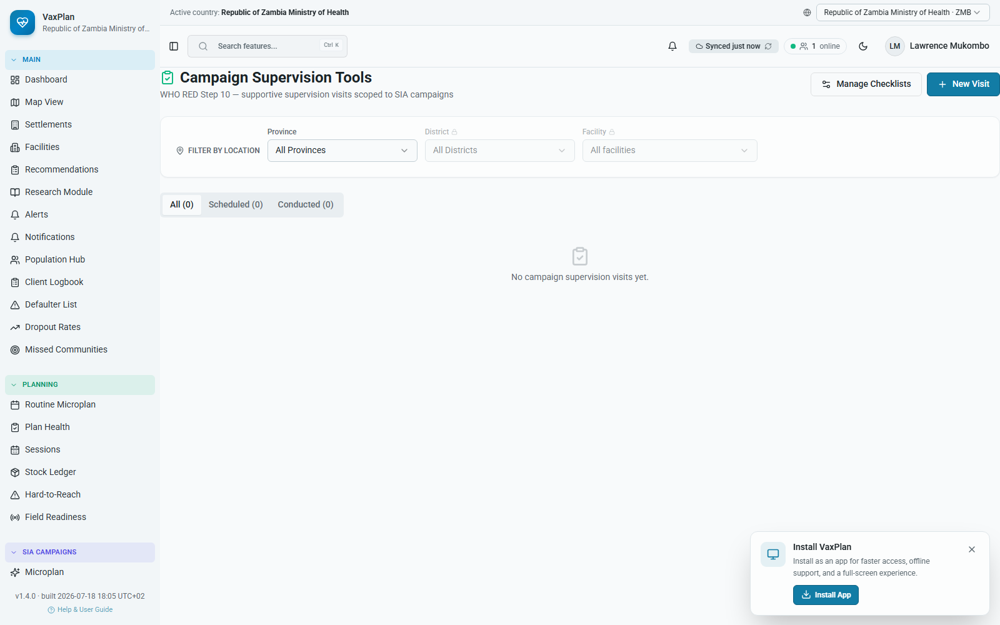 VaxPlan
Republic of Zambia Ministry of...
MAIN
Dashboard
Map View
Settlements
Facilities
Recommendations
Research Module
Alerts
Notifications
Population Hub
Client Logbook
Defaulter List
Dropout Rates
Missed Communities
PLANNING
Routine Microplan
Plan Health
Sessions
Stock Ledger
Hard-to-Reach
Field Readiness
SIA CAMPAIGNS
Microplan
v1.4.0 · built 2026-07-18 18:05 UTC+02
Help & User Guide
Active country: Republic of Zambia Ministry of Health
Republic of Zambia Ministry of Health · ZMB
Search features...
Ctrl K
Synced just now
1 online
LM
Lawrence Mukombo
Campaign Supervision Tools
WHO RED Step 10 — supportive supervision visits scoped to SIA campaigns
Manage Checklists
New Visit
FILTER BY LOCATION
Province
All Provinces
District
All Districts
Facility
All facilities
All (0)
Scheduled (0)
Conducted (0)
No campaign supervision visits yet.
Install VaxPlan
Install as an app for faster access, offline
support, and a full-screen experience.
Install App